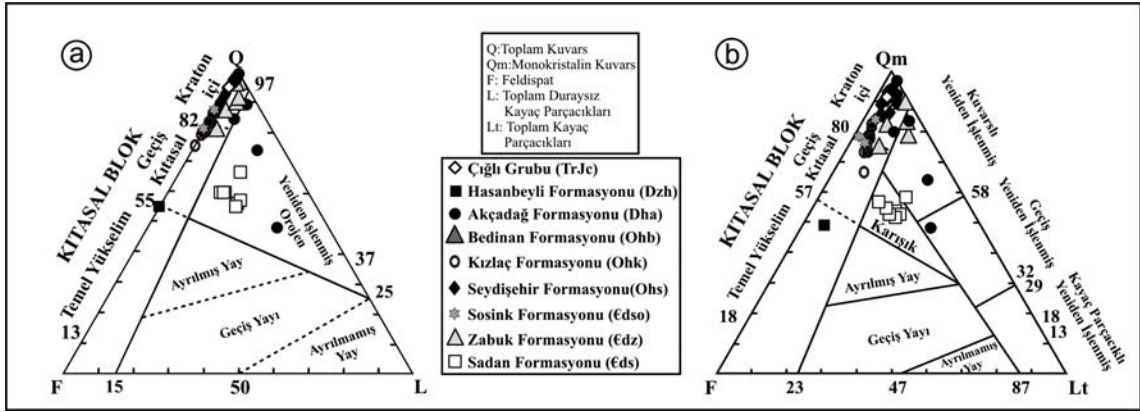 a
Q
97
Kraton
içi
82
KITASAL BLOK
Geçiş
Kıtasal
55
Temel Yükselim
13
Yeniden işlenmiş
Orojen
37
25
Ayrılmış Yay
Geçiş Yayı
Ayrılmamış
Yay
F
15
50
L
Q:Toplam Kuvars
Qm:Monokristalin Kuvars
F: Feldispat
L: Toplam Duraysız
Kayaç Parçacıkları
Lt: Toplam Kayaç
Parçacıkları
Çığlı Grubu (TrJc)
Hasanbeyli Formasyonu (Dzh)
Akçadağ Formasyonu (Dha)
Bedinan Formasyonu (Ohb)
Kızlaç Formasyonu (Ohk)
Seydişehir Formasyonu(Ohs)
Sosink Formasyonu (€dso)
Zabuk Formasyonu (€dz)
Sadan Formasyonu (€ds)
b
Qm
Kraton
içi
80
KITASAL BLOK
Geçiş
Kıtasal
57
Temel Yükselim
18
Kuvarslı
Yeniden İşlenmiş
58
Geçiş
Yeniden işlenmiş
32
29
18
13
Kayaç Parçacıklı
Yeniden İşlenmiş
Karışık
Ayrılmış Yay
Geçiş Yayı
Ayrılmamış
Yay
F
23
47
87
Lt